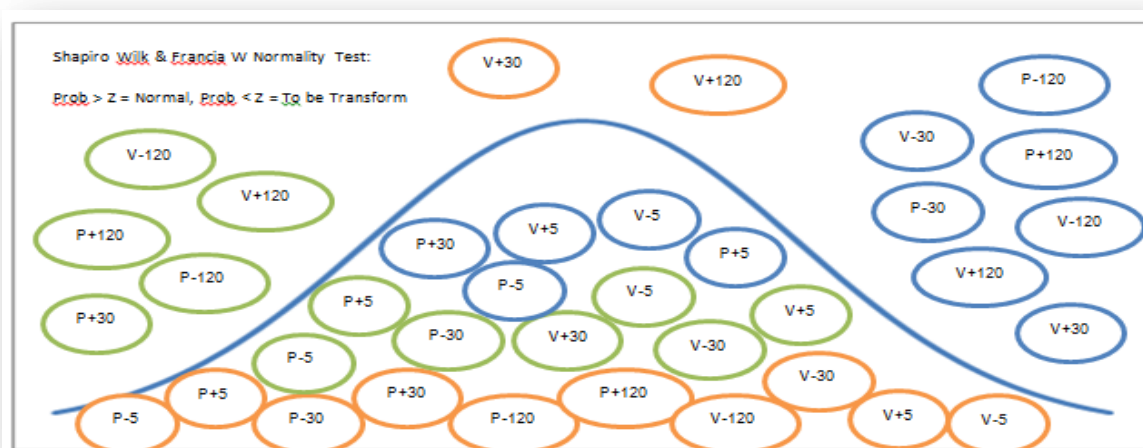 Shapiro Wilk & Francia W Normality Test:
Prob > Z = Normal, Prob < Z = To be Transform
V+30
V+120
P-120
V-30
P+120
V-120
V+120
P+120
P-120
P+30
P-30
V-120
V+120
V+30
P+30
V+5
V-5
P+5
P-5
P+5
P-30
V+30
V-5
V-30
V+5
P-5
P-5
P+5
P-30
P+30
P-120
P+120
V-120
V-30
V+5
V-5